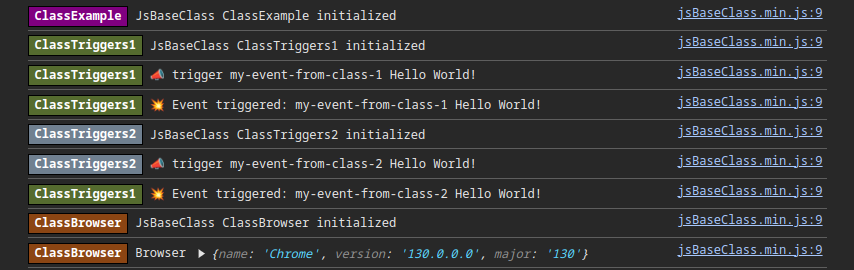 ClassExample JsBaseClass ClassExample initialized jsBaseClass.min.js:9
ClassTriggers1 JsBaseClass ClassTriggers1 initialized jsBaseClass.min.js:9
ClassTriggers1 📣 trigger my-event-from-class-1 Hello World! jsBaseClass.min.js:9
ClassTriggers1 💥 Event triggered: my-event-from-class-1 Hello World! jsBaseClass.min.js:9
ClassTriggers2 JsBaseClass ClassTriggers2 initialized jsBaseClass.min.js:9
ClassTriggers2 📣 trigger my-event-from-class-2 Hello World! jsBaseClass.min.js:9
ClassTriggers1 💥 Event triggered: my-event-from-class-2 Hello World! jsBaseClass.min.js:9
ClassBrowser JsBaseClass ClassBrowser initialized jsBaseClass.min.js:9
ClassBrowser Browser ▶ {name: 'Chrome', version: '130.0.0.0', major: '130'} jsBaseClass.min.js:9